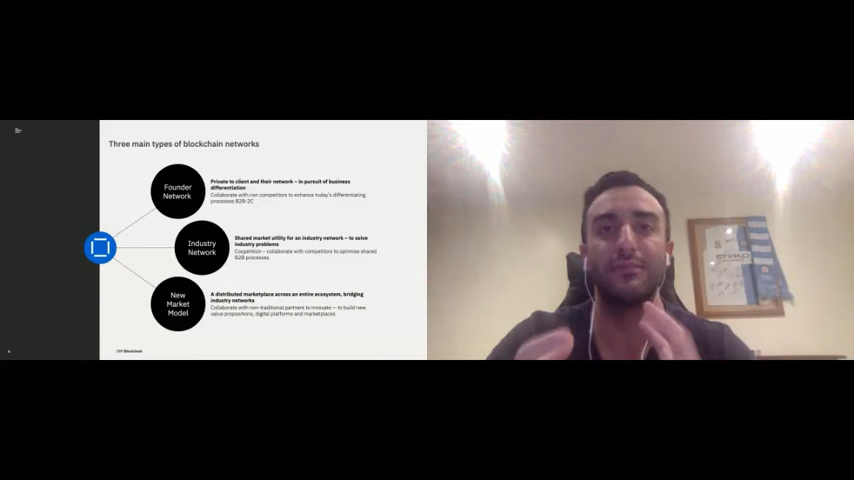 Three main types of blockchain networks
Founder
Network
Private to client and their network – in pursuit of business
differentiation
Collaborate with non competitors to enhance today's differentiating
processes B2B-2C
Industry
Network
Shared market utility for an industry network – to solve
industry problems
Coopetition – collaborate with competitors to optimise shared
B2B processes
New
Market
Model
A distributed marketplace across an entire ecosystem, bridging
industry networks
Collaborate with non-traditional partners to innovate – to build new
value propositions, digital platforms and marketplaces
IBM Blockchain
ETIHAD